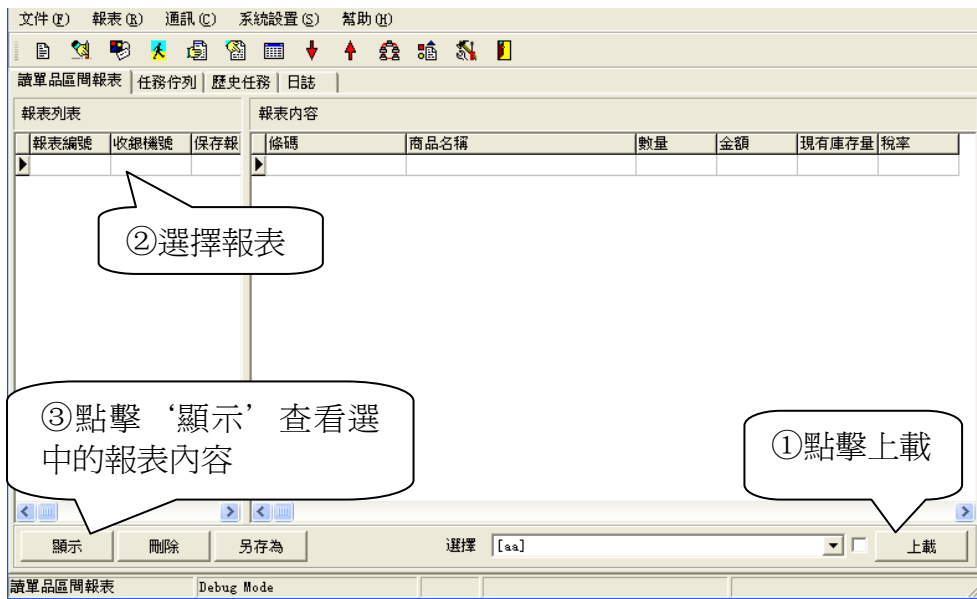 文件(F) 報表(R) 通訊(C) 系統設置(S) 幫助(H)
讀單品區間報表 任務佇列 歷史任務 日誌
報表列表 報表內容
報表編號 收銀機號 保存報 條碼 商品名稱 數量 金額 現有庫存量 稅率
②選擇報表
③點擊‘顯示’查看選
中的報表內容
①點擊上載
顯示 刪除 另存為 選擇 [aa] 上載
讀單品區間報表 Debug Mode